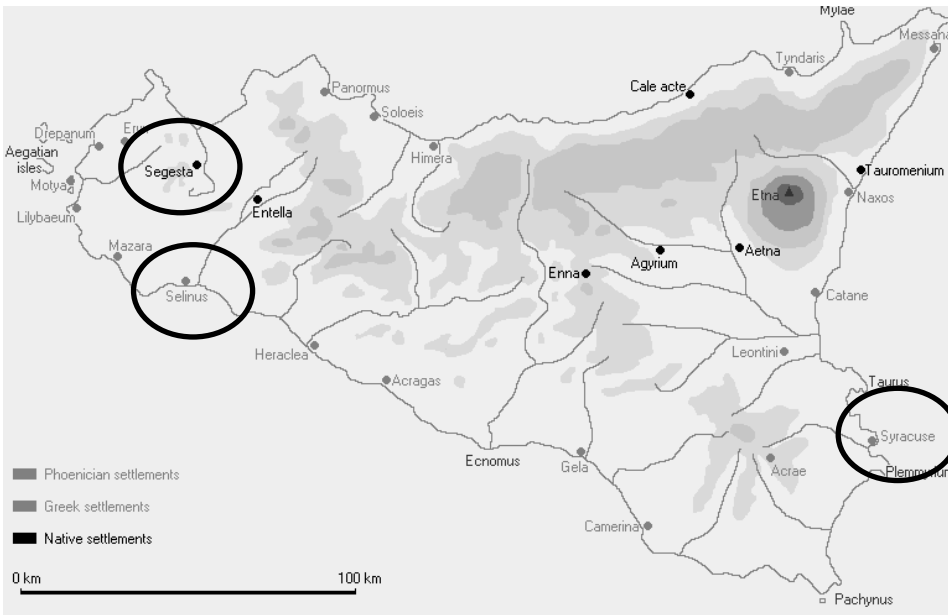 Mylae
Messana
Tyndaris
Cale acte
Panormus
Soloeis
Drepanum
Himera
Aegatian
isles
Segesta
Tauromenium
Motya
Etna
Naxos
Lilybaeum
Entella
Mazara
Aetna
Agyrium
Enna
Selinus
Catane
Heraclea
Leontini
Acragas
Taurus
Syracuse
Ecnomus
Gela
Acrae
Phoenician settlements
Greek settlements
Camerina
Native settlements
0 km
100 km
Pachynus